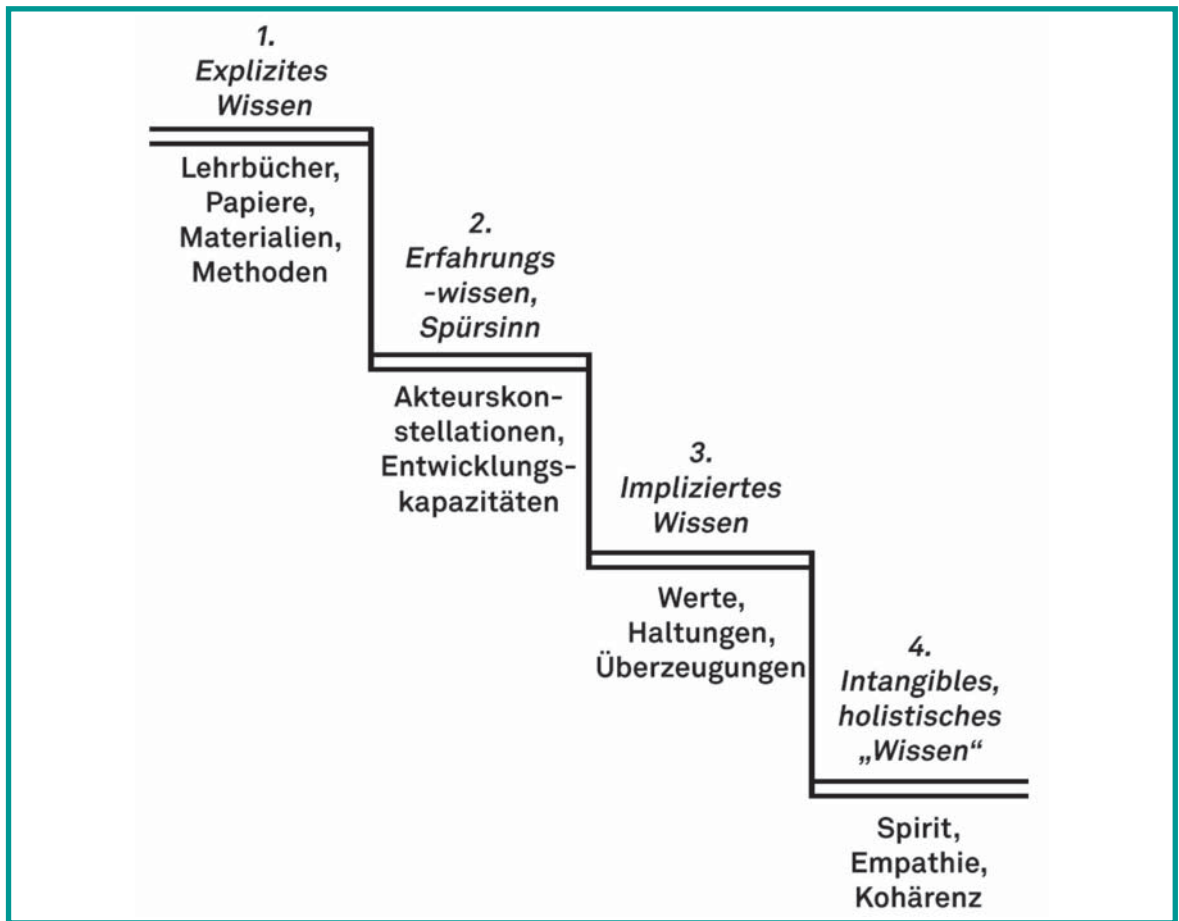 1.
Explizites
Wissen
Lehrbücher,
Papiere,
Materialien,
Methoden
2.
Erfahrungs
-wissen,
Spürsinn
Akteurskon-
stellationen,
Entwicklungs-
kapazitäten
3.
Impliziertes
Wissen
Werte,
Haltungen,
Überzeugungen
4.
Intangibles,
holistisches
„Wissen“
Spirit,
Empathie,
Kohärenz